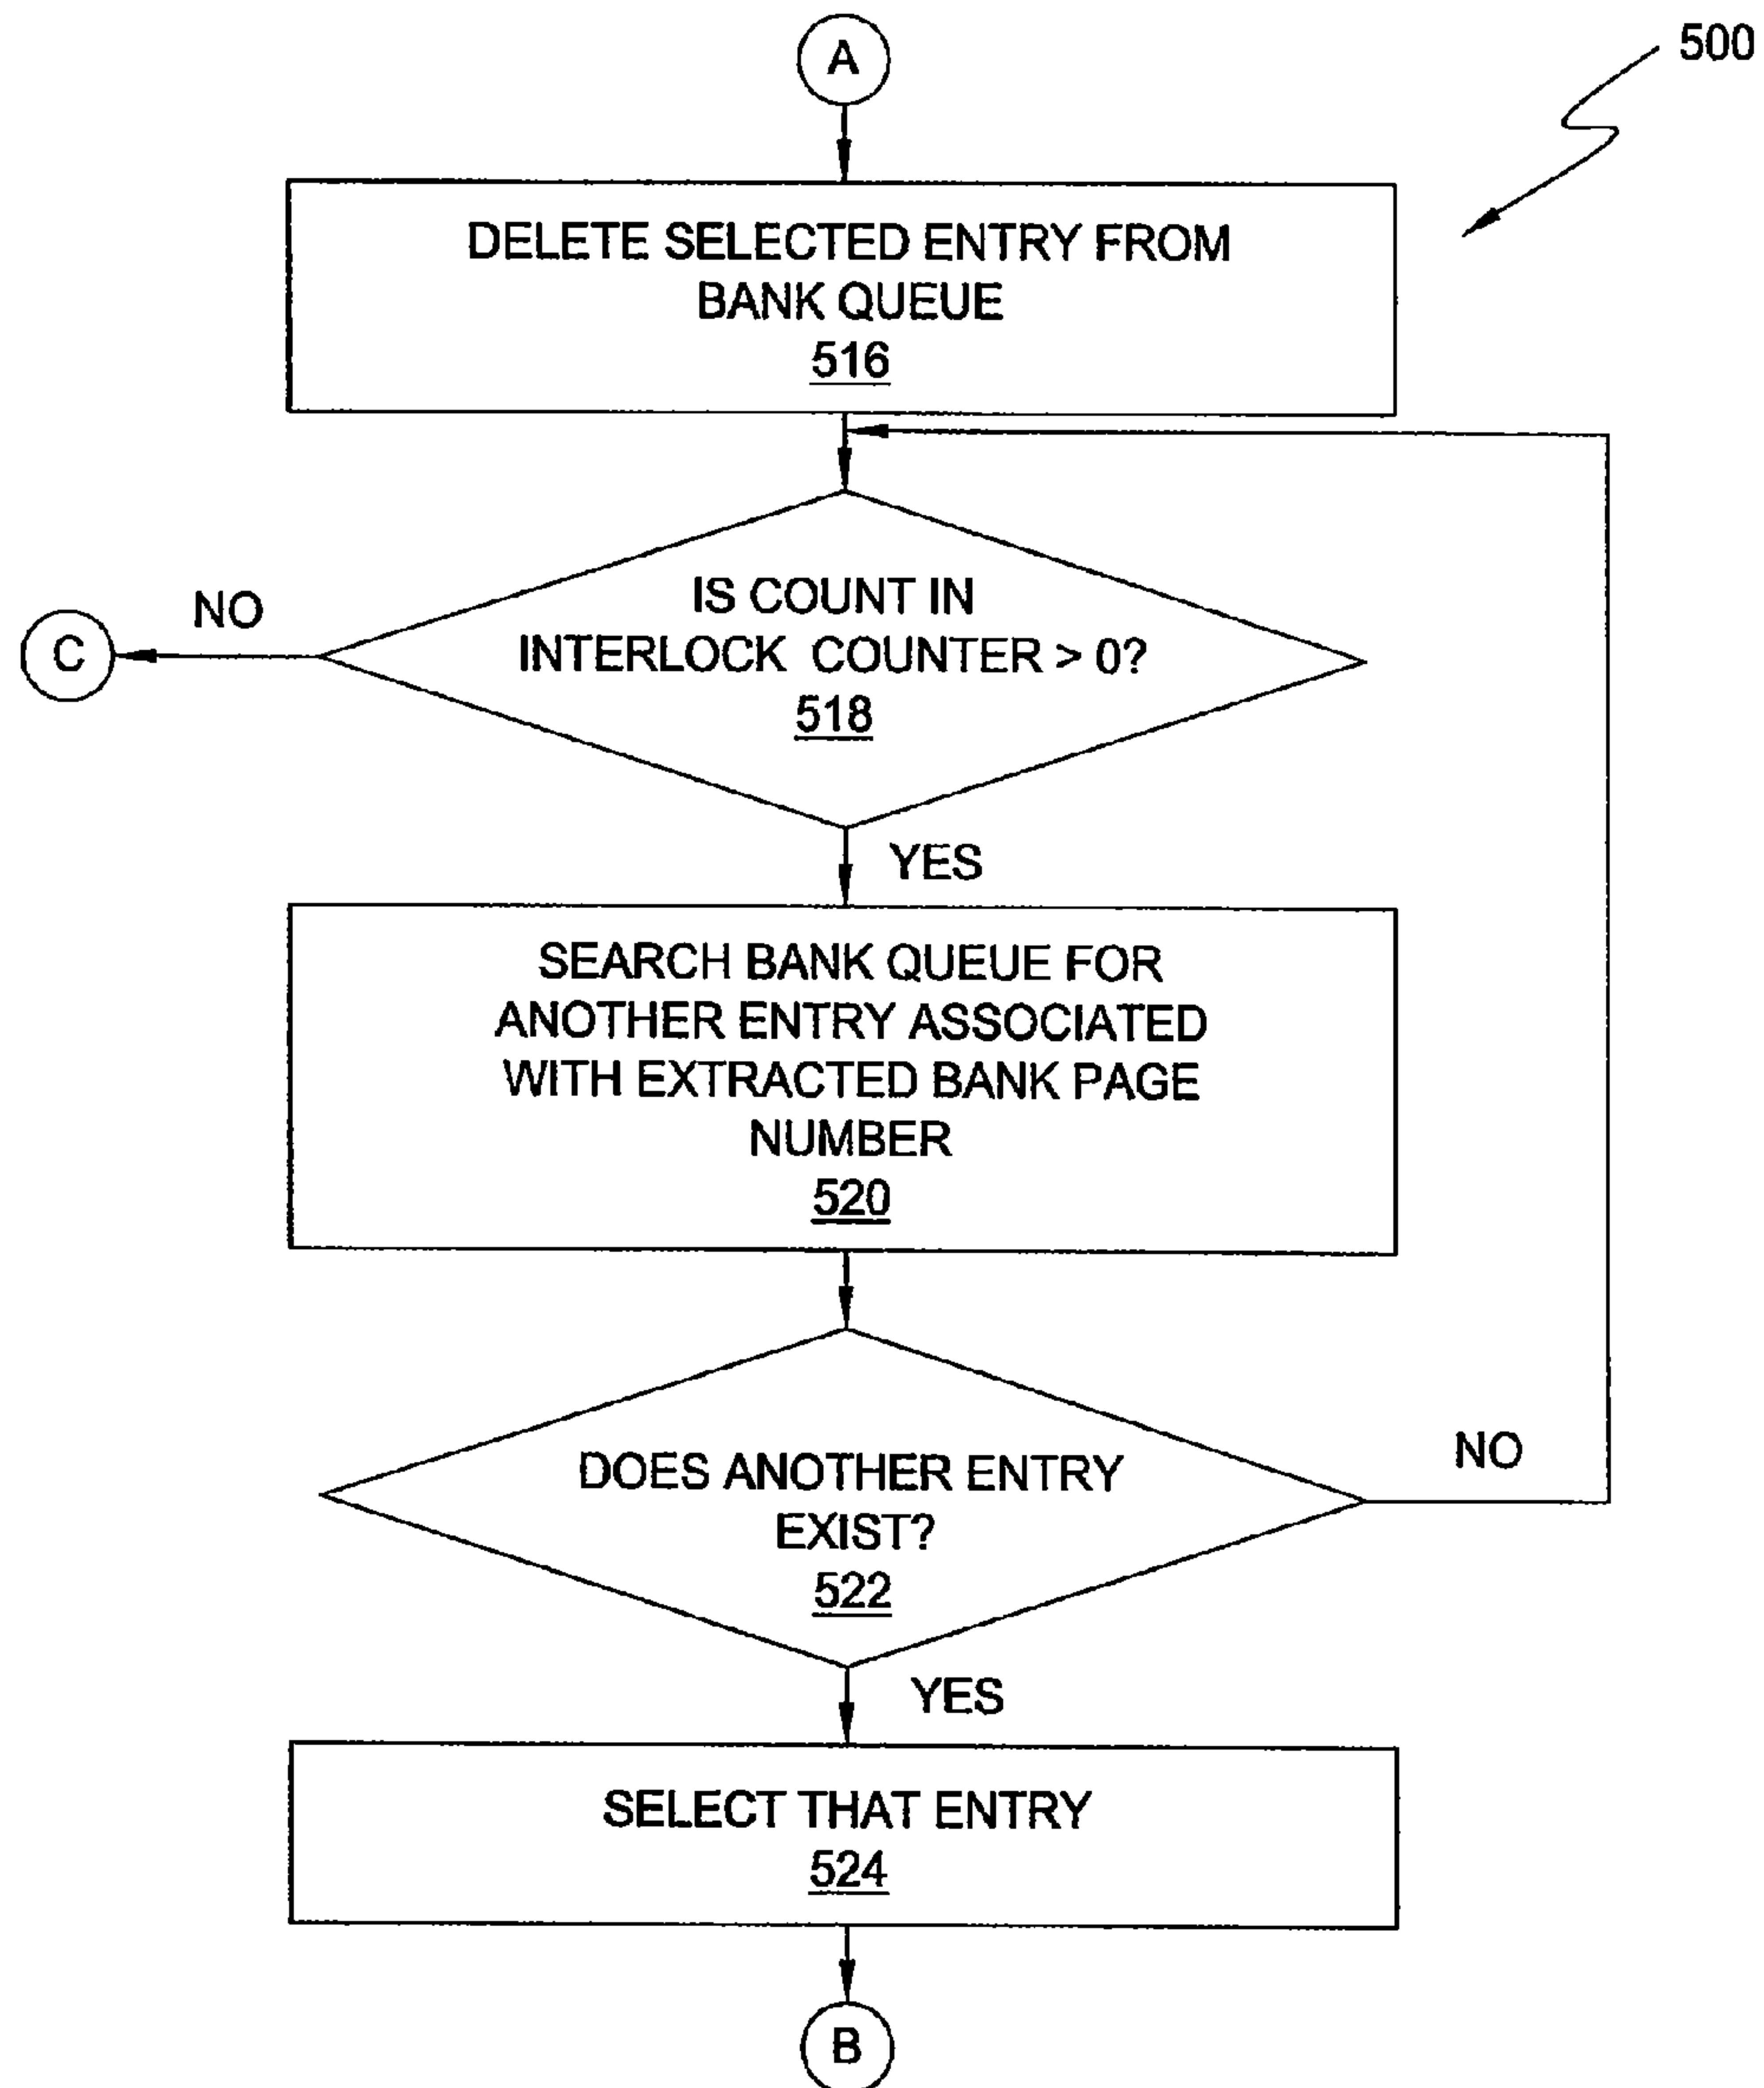 A
500
DELETE SELECTED ENTRY FROM
BANK QUEUE
516
IS COUNT IN
INTERLOCK COUNTER > 0?
518
NO
C
YES
SEARCH BANK QUEUE FOR
ANOTHER ENTRY ASSOCIATED
WITH EXTRACTED BANK PAGE
NUMBER
520
DOES ANOTHER ENTRY
EXIST?
522
NO
YES
SELECT THAT ENTRY
524
B